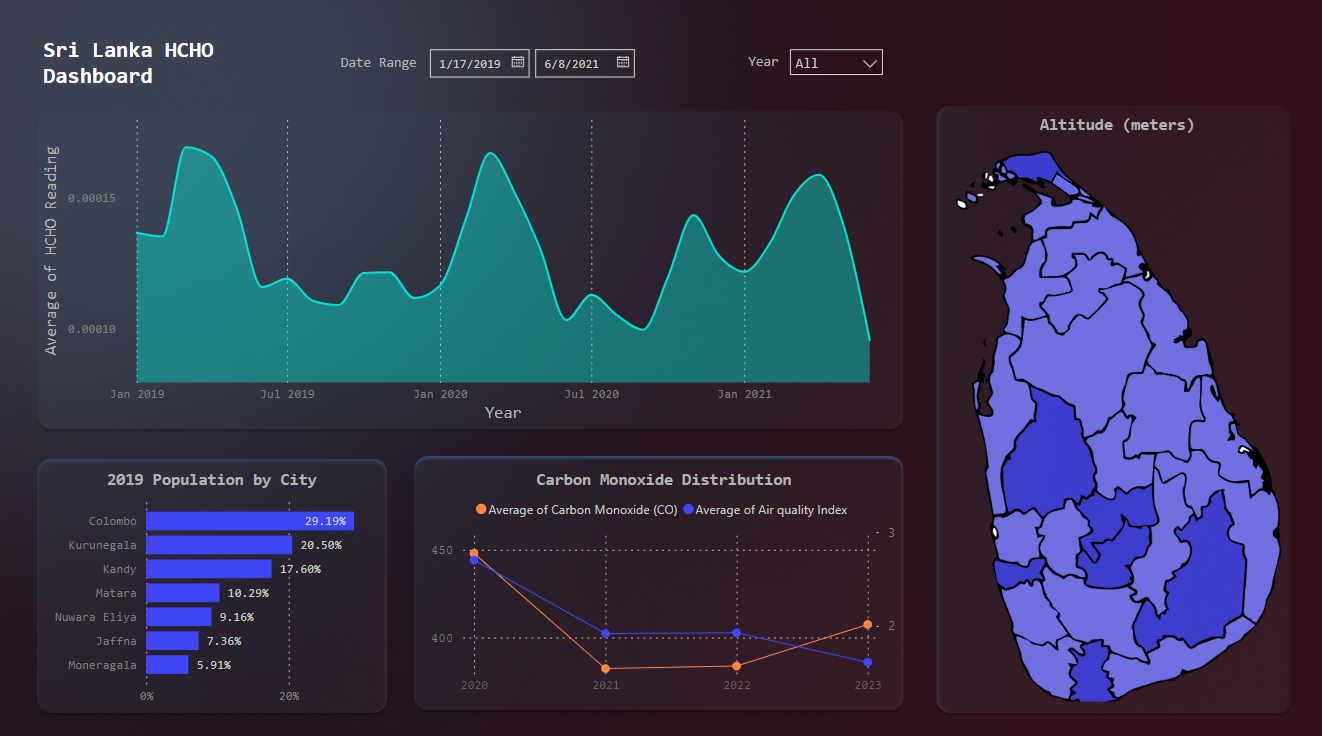 Sri Lanka HCHO
Dashboard
Date Range
1/17/2019
6/8/2021
Year
All
Average of HCHO Reading
0.00015
0.00010
Jan 2019
Jul 2019
Jan 2020
Jul 2020
Jan 2021
Year
Altitude (meters)
2019 Population by City
Colombo
29.19%
Kurunegala
20.50%
Kandy
17.60%
Matara
10.29%
Nuwara Eliya
9.16%
Jaffna
7.36%
Moneragala
5.91%
0%
20%
Carbon Monoxide Distribution
Average of Carbon Monoxide (CO)
Average of Air quality Index
450
400
3
2
2020
2021
2022
2023